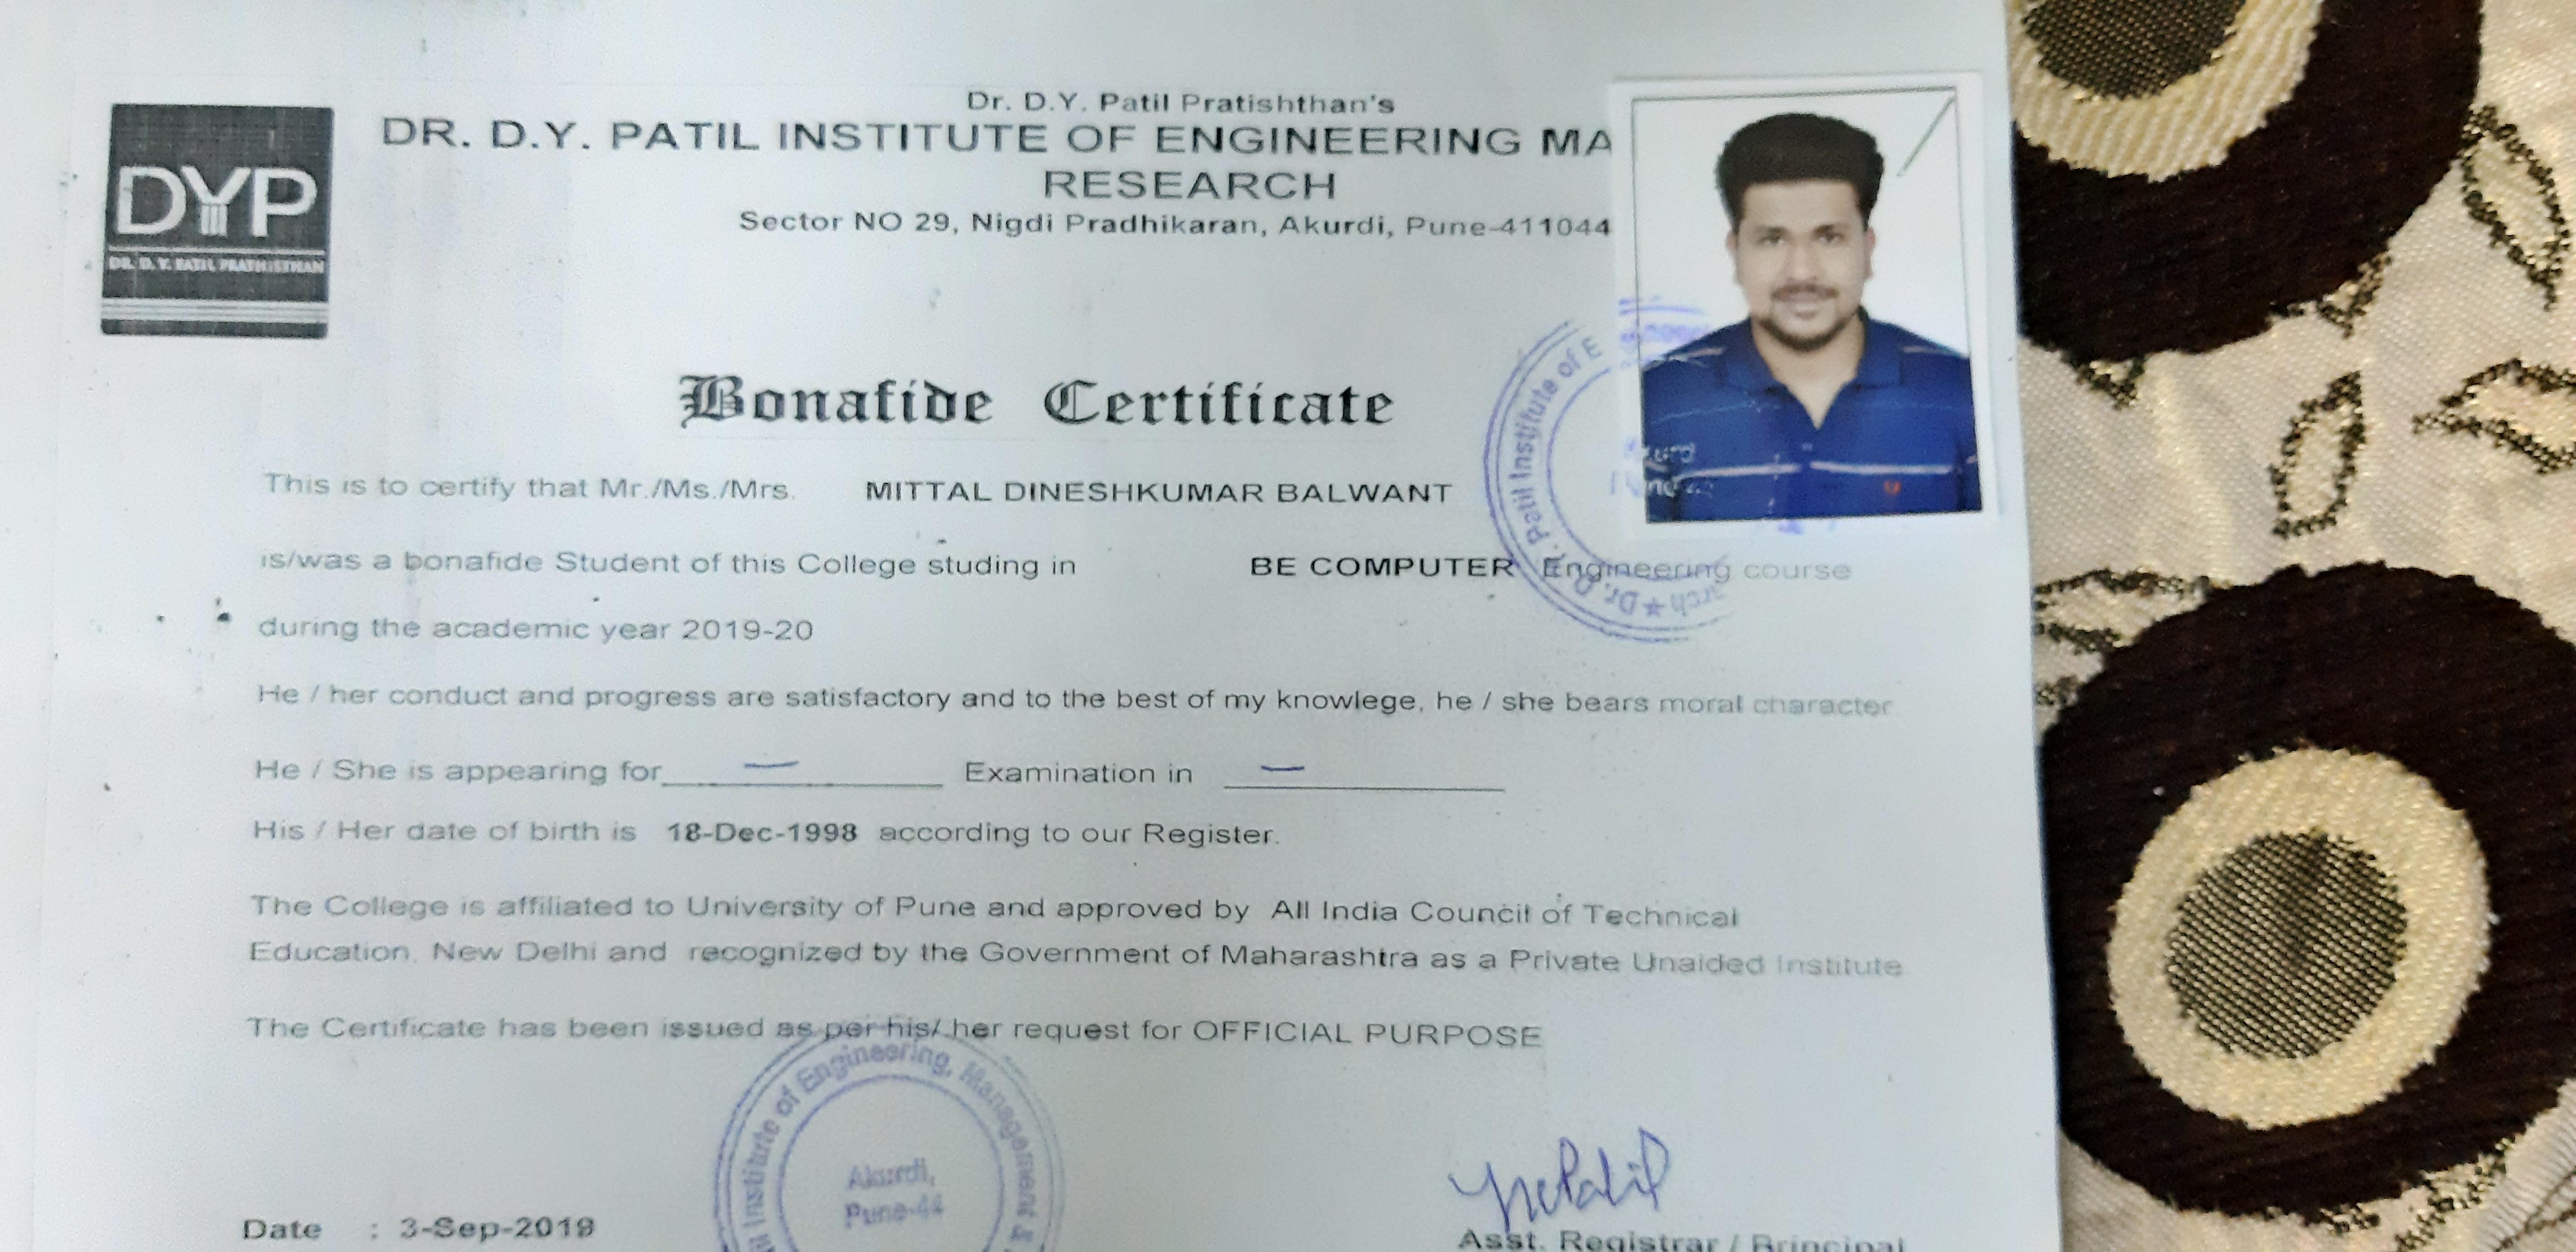 Dr. D.Y. Patil Pratishthan's
DR. D.Y. PATIL INSTITUTE OF ENGINEERING MA
RESEARCH
Sector NO 29, Nigdi Pradhikaran, Akurdi, Pune-411044
DYP
DR. D. Y. PATIL PRATHISTHAN
Bonafide Certificate
This is to certify that Mr./Ms./Mrs. MITTAL DINESHKUMAR BALWANT
is/was a bonafide Student of this College studing in BE COMPUTER Engineering course
during the academic year 2019-20
He / her conduct and progress are satisfactory and to the best of my knowlege, he / she bears moral character
He / She is appearing for — Examination in —
His / Her date of birth is 18-Dec-1998 according to our Register.
The College is affiliated to University of Pune and approved by All India Council of Technical
Education, New Delhi and recognized by the Government of Maharashtra as a Private Unaided Institute
The Certificate has been issued as per his/ her request for OFFICIAL PURPOSE
Dr. D.Y. Patil Institute of E
Institute of Engineering, Management &
Akurdi,
Pune-44
Date : 3-Sep-2019
Asst. Registrar / Principal